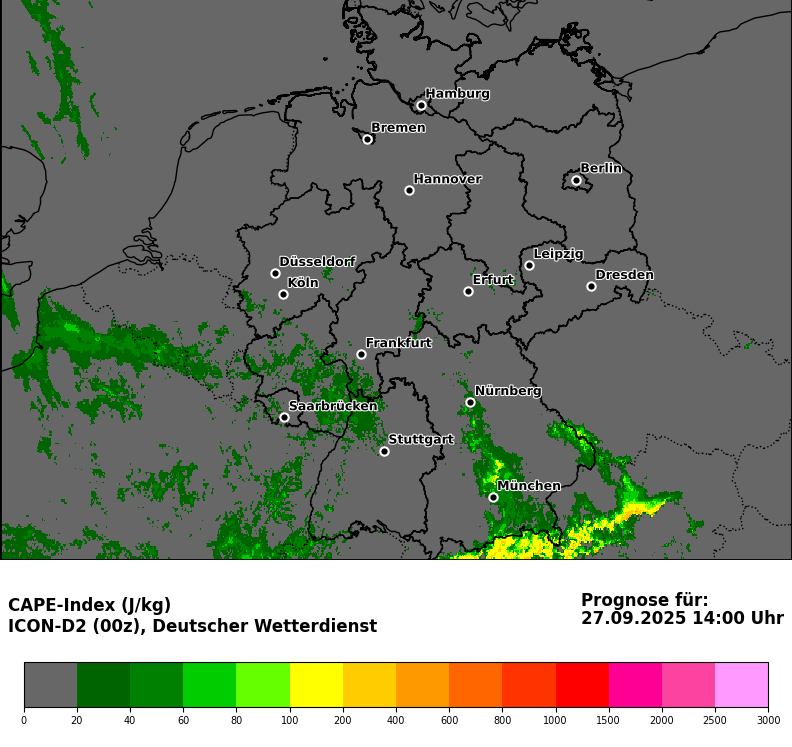 Hamburg
Bremen
Berlin
Hannover
Leipzig
Düsseldorf
Dresden
Köln
Erfurt
Frankfurt
Nürnberg
Saarbrücken
Stuttgart
München
CAPE-Index (J/kg)
ICON-D2 (00z), Deutscher Wetterdienst
Prognose für:
27.09.2025 14:00 Uhr
0 20 40 60 80 100 200 400 600 800 1000 1500 2000 2500 3000